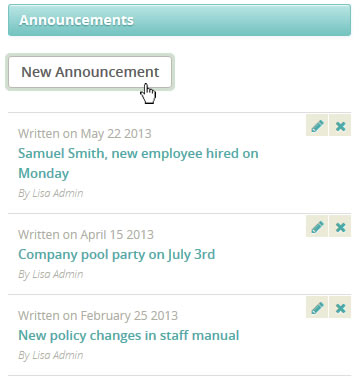 Announcements
New Announcement
Written on May 22 2013
Samuel Smith, new employee hired on
Monday
By Lisa Admin
Written on April 15 2013
Company pool party on July 3rd
By Lisa Admin
Written on February 25 2013
New policy changes in staff manual
By Lisa Admin